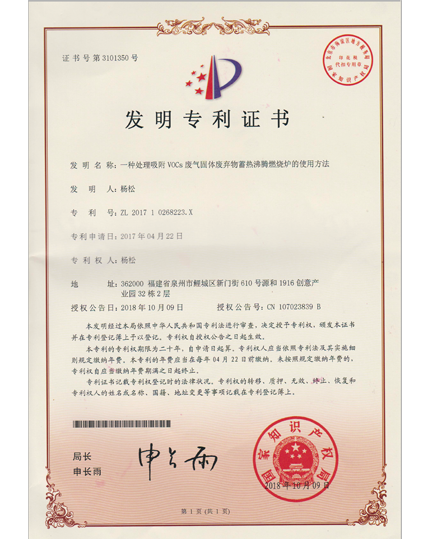 证书号第3101350号
发明专利证书
发明名称：一种处理吸附VOCs废气固体废弃物蓄热沸腾燃烧炉的使用方法
发明人：杨松
专利号：ZL 2017 1 0268223.X
专利申请日：2017年04月22日
专利权人：杨松
地址：362000 福建省泉州市鲤城区新门街610号源和1916创意产
业园32栋2层
授权公告日：2018年10月09日 授权公告号：CN 107023839 B
本发明经过本局依照中华人民共和国专利法进行审查，决定授予专利权，颁发本证书
并在专利登记簿上予以登记。专利权自授权公告之日起生效。
本专利的专利权期限为二十年，自申请日起算。专利权人应当依照专利法及其实施细
则规定缴纳年费。本专利的年费应当在每年04月22日前缴纳。未按照规定缴纳年费的，
专利权自应当缴纳年费期满之日起终止。
专利证书记载专利权登记时的法律状况。专利权的转移、质押、无效、终止、恢复和
专利权人的姓名或名称、国籍、地址变更等事项记载在专利登记簿上。
局长
申长雨
申长雨
国家知识产权局
2018年10月09日
第1页（共1页）